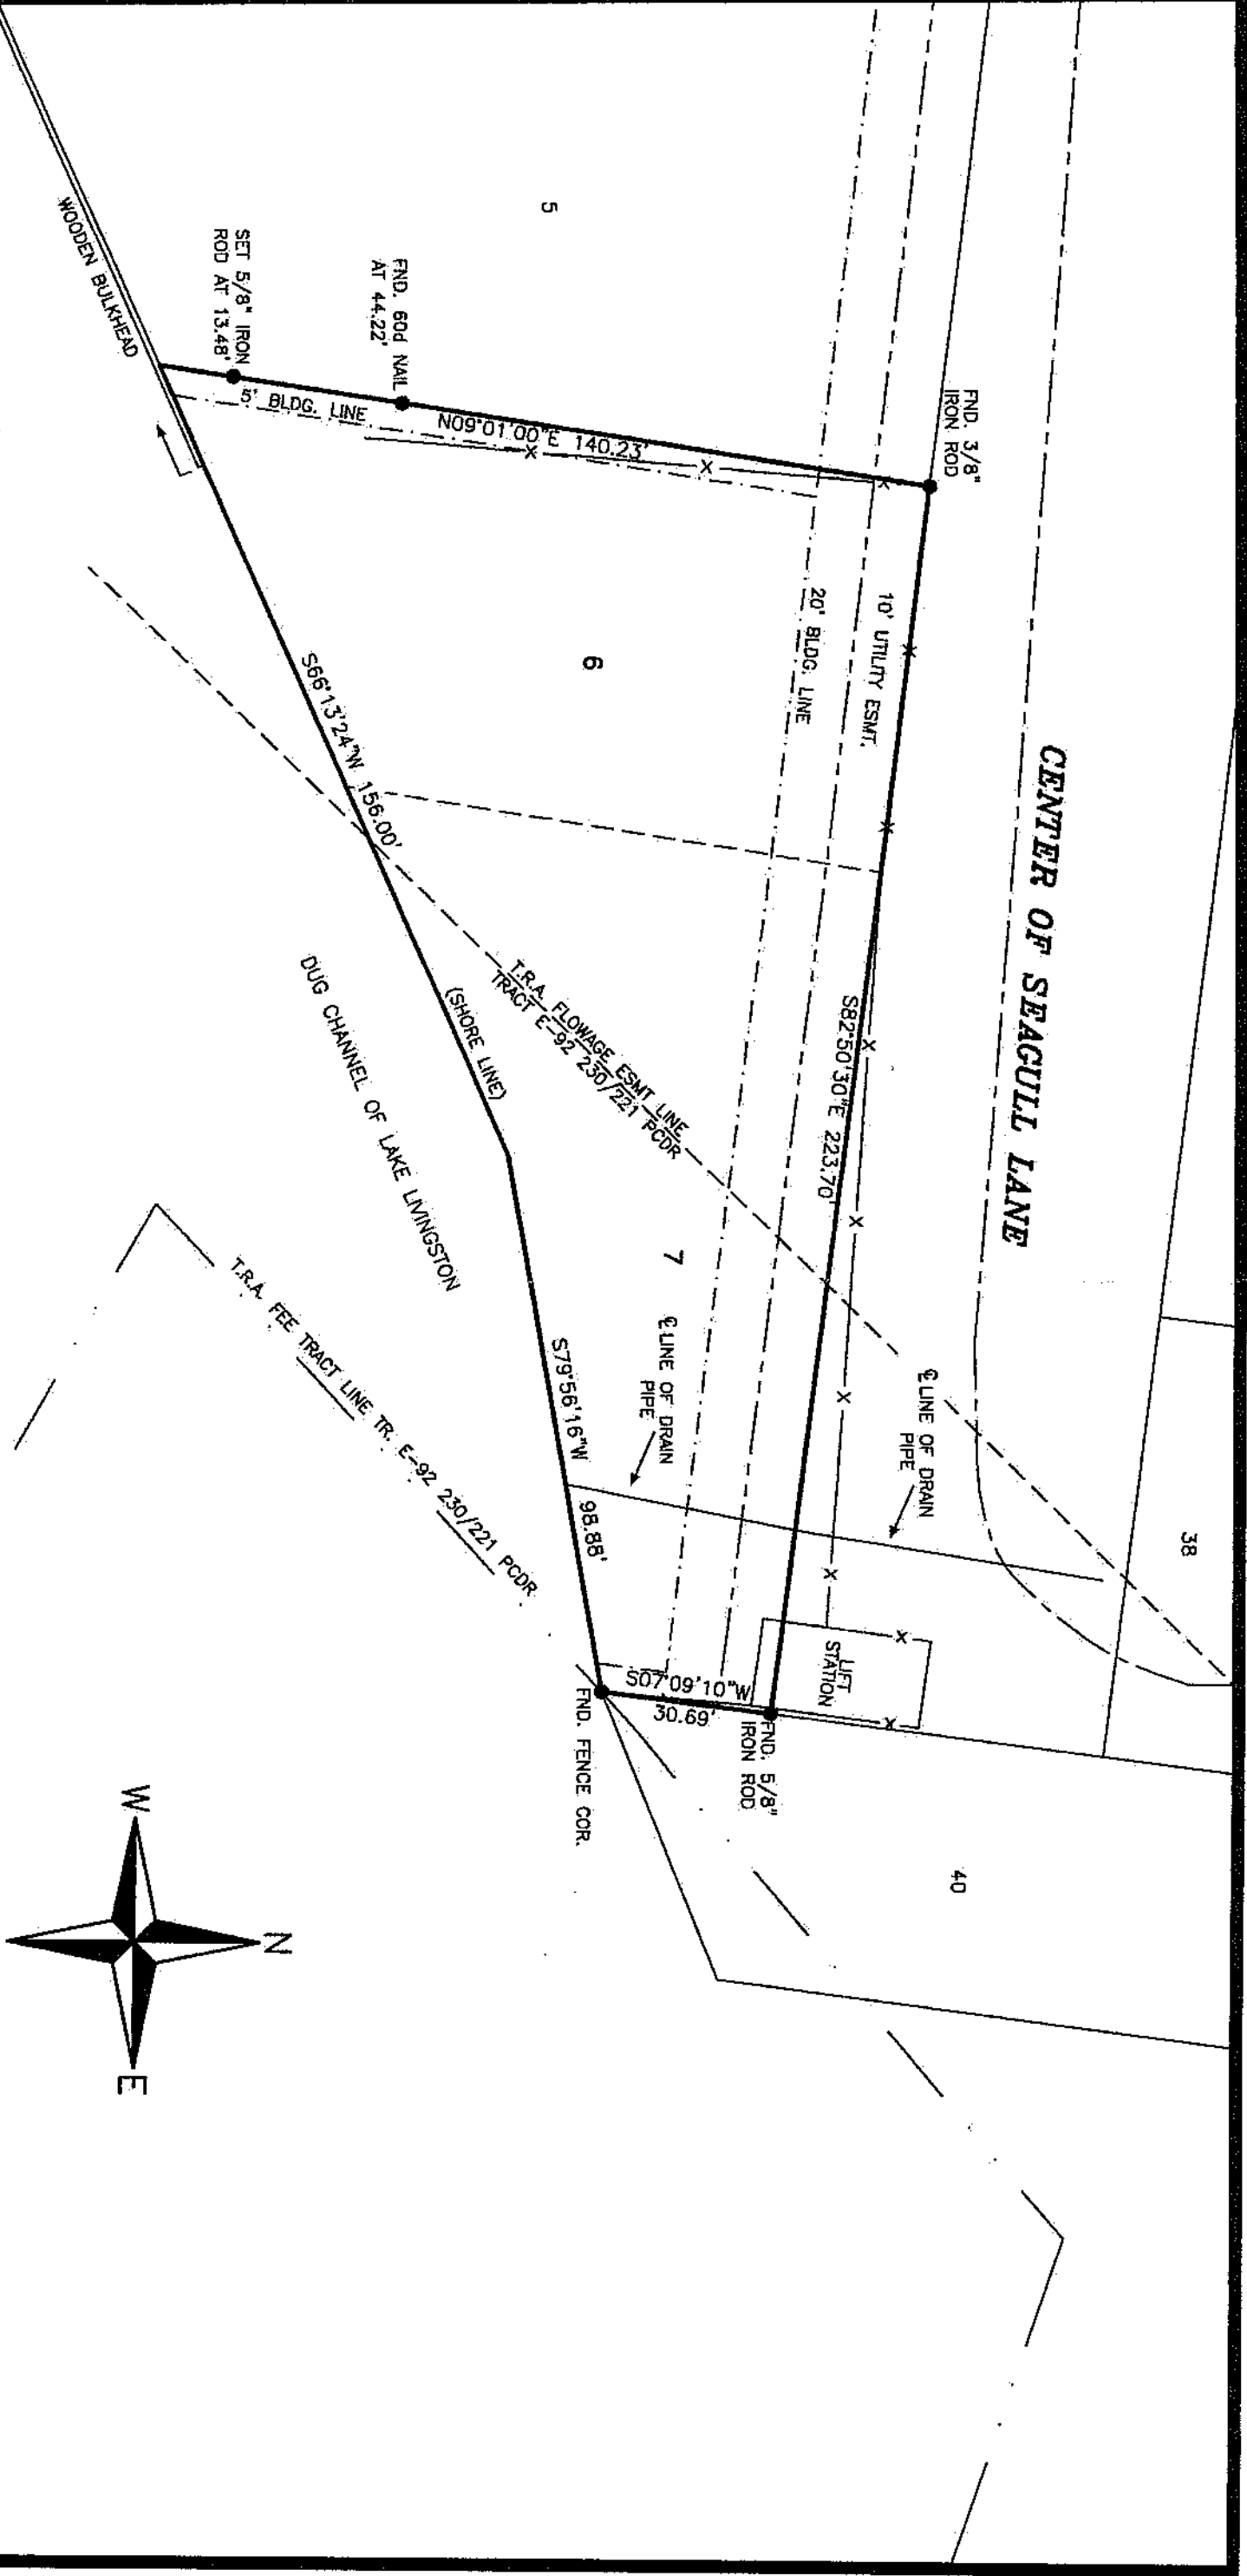 CENTER OF SEAGULL LANE
FND. 3/8"
IRON ROD
10' UTILITY ESMT.
20' BLDG. LINE
S82°50'30"E 223.70'
5
6
7
38
40
FND. 60d NAIL
AT 44.22'
SET 5/8" IRON
ROD AT 13.48'
5' BLDG. LINE
N09°01'00"E 140.23'
WOODEN BULKHEAD
S66°13'24"W 156.00'
(SHORE LINE)
DUG CHANNEL OF LAKE LIVINGSTON
T.R.A. FLOWAGE ESMT LINE
TRACT E-92 230/221 PCDR
T.R.A. FEE TRACT LINE TR. E-92 230/221 PCDR
S79°56'16"W 98.88'
℄ LINE OF DRAIN
PIPE
℄ LINE OF DRAIN
PIPE
LIFT
STATION
S07°09'10"W
30.69'
FND. 5/8"
IRON ROD
FND. FENCE COR.
N
W
E